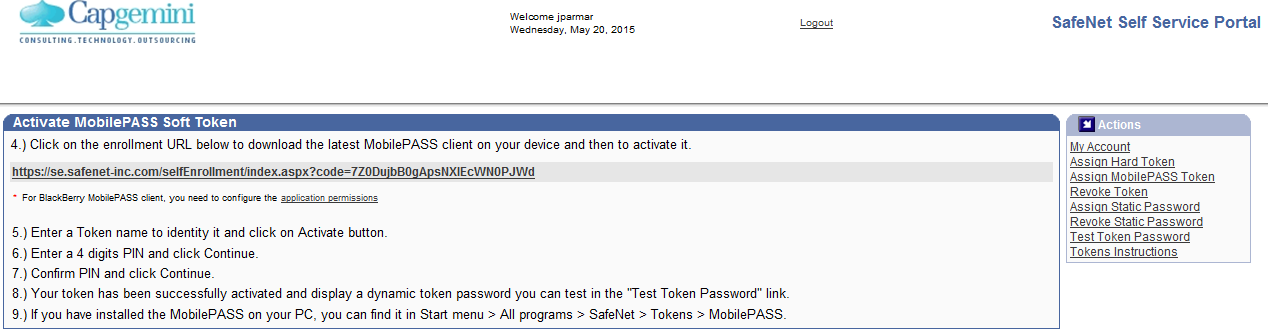 Capgemini
CONSULTING.TECHNOLOGY.OUTSOURCING
Welcome jparmar
Wednesday, May 20, 2015
Logout
SafeNet Self Service Portal
Activate MobilePASS Soft Token
4.) Click on the enrollment URL below to download the latest MobilePASS client on your device and then to activate it.
https://se.safenet-inc.com/selfEnrollment/index.aspx?code=7Z0DujbB0gApsNXlEcWN0PJWd
* For BlackBerry MobilePASS client, you need to configure the application permissions
5.) Enter a Token name to identity it and click on Activate button.
6.) Enter a 4 digits PIN and click Continue.
7.) Confirm PIN and click Continue.
8.) Your token has been successfully activated and display a dynamic token password you can test in the "Test Token Password" link.
9.) If you have installed the MobilePASS on your PC, you can find it in Start menu > All programs > SafeNet > Tokens > MobilePASS.
Actions
My Account
Assign Hard Token
Assign MobilePASS Token
Revoke Token
Assign Static Password
Revoke Static Password
Test Token Password
Tokens Instructions